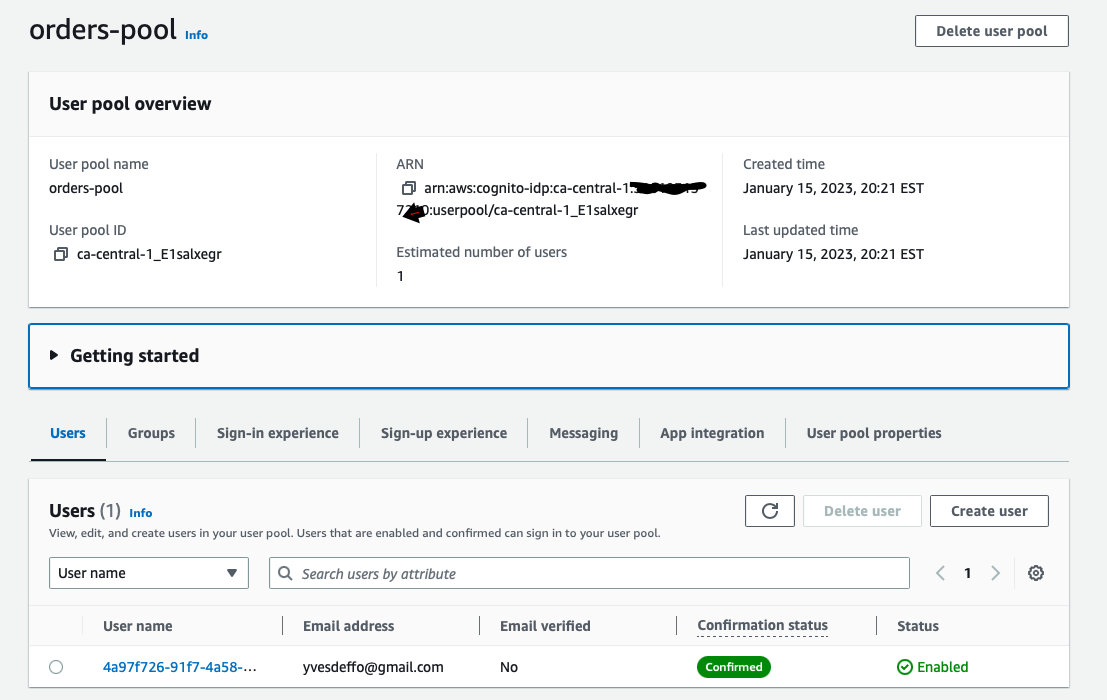 orders-pool Info
Delete user pool
User pool overview
User pool name
orders-pool
User pool ID
ca-central-1_E1salxegr
ARN
arn:aws:cognito-idp:ca-central-1:
:userpool/ca-central-1_E1salxegr
Estimated number of users
1
Created time
January 15, 2023, 20:21 EST
Last updated time
January 15, 2023, 20:21 EST
Getting started
Users Groups Sign-in experience Sign-up experience Messaging App integration User pool properties
Users (1) Info
View, edit, and create users in your user pool. Users that are enabled and confirmed can sign in to your user pool.
Delete user Create user
User name Search users by attribute 1
User name Email address Email verified Confirmation status Status
4a97f726-91f7-4a58-... yvesdeffo@gmail.com No Confirmed Enabled